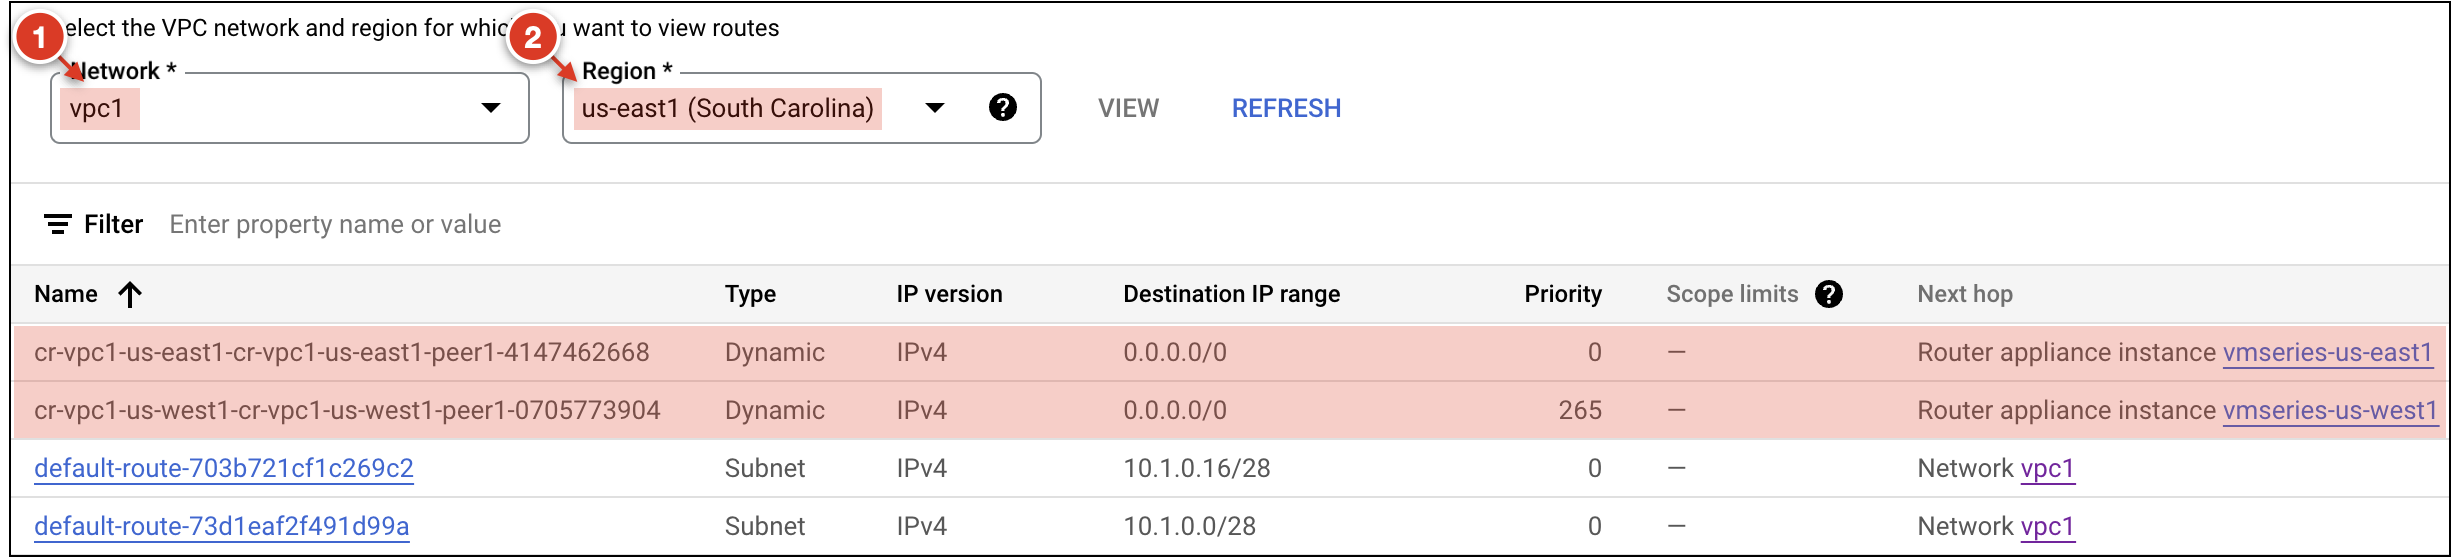 elect the VPC network and region for whic u want to view routes
1 2
Network * Region *
vpc1 us-east1 (South Carolina) ? VIEW REFRESH
Filter Enter property name or value
Name Type IP version Destination IP range Priority Scope limits ? Next hop
cr-vpc1-us-east1-cr-vpc1-us-east1-peer1-4147462668 Dynamic IPv4 0.0.0.0/0 0 — Router appliance instance vmseries-us-east1
cr-vpc1-us-west1-cr-vpc1-us-west1-peer1-0705773904 Dynamic IPv4 0.0.0.0/0 265 — Router appliance instance vmseries-us-west1
default-route-703b721cf1c269c2 Subnet IPv4 10.1.0.16/28 0 — Network vpc1
default-route-73d1eaf2f491d99a Subnet IPv4 10.1.0.0/28 0 — Network vpc1